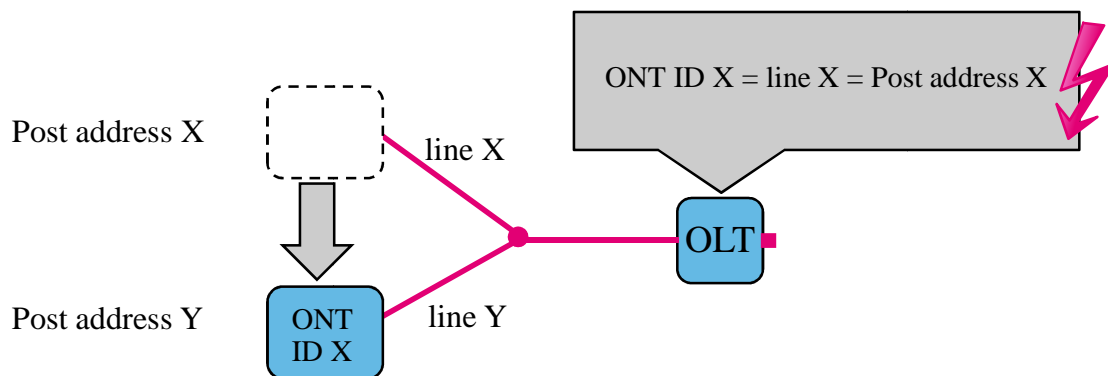 ONT ID X = line X = Post address X
Post address X
line X
OLT
Post address Y
ONT
ID X
line Y